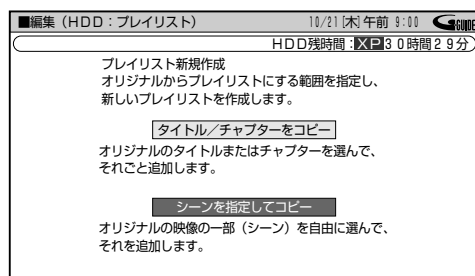 ■編集（HDD：プレイリスト） 10/21[木]午前 9:00 GGUIDE
HDD残時間：XP30時間29分
プレイリスト新規作成
オリジナルからプレイリストにする範囲を指定し、
新しいプレイリストを作成します。
タイトル／チャプターをコピー
オリジナルのタイトルまたはチャプターを選んで、
それごと追加します。
シーンを指定してコピー
オリジナルの映像の一部（シーン）を自由に選んで、
それを追加します。